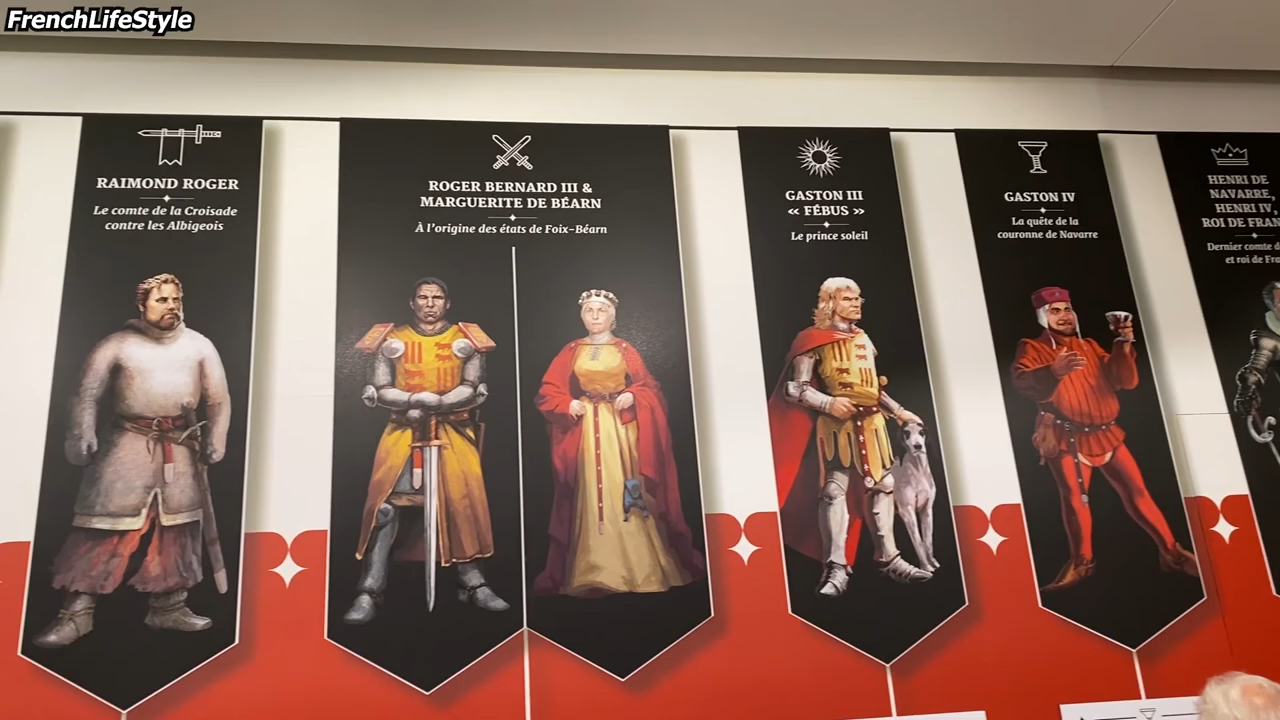 FrenchLifeStyle
RAIMOND ROGER
Le comte de la Croisade
contre les Albigeois
ROGER BERNARD III &
MARGUERITE DE BÉARN
À l'origine des états de Foix-Béarn
GASTON III
« FÉBUS »
Le prince soleil
GASTON IV
La quête de la
couronne de Navarre
HENRI DE
NAVARRE,
HENRI IV,
ROI DE FRAN
Dernier comte d
et roi de Fra